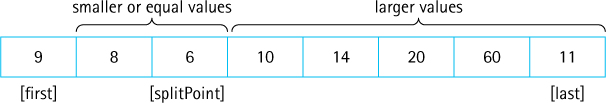 smaller or equal values larger values
9 8 6 10 14 20 60 11
[first] [splitPoint] [last]